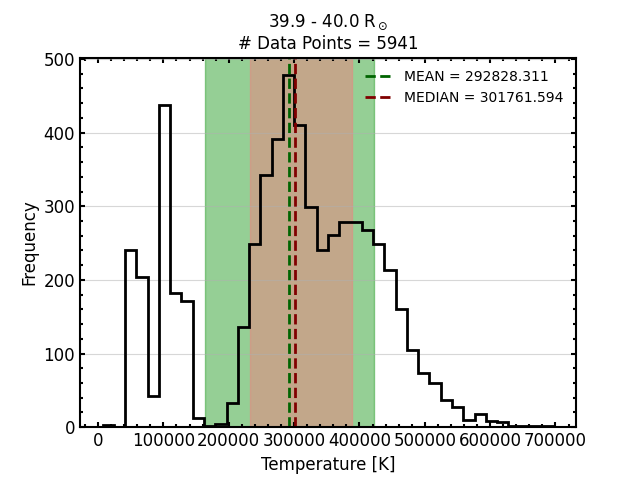 39.9 - 40.0 R⊙
# Data Points = 5941
MEAN = 292828.311
MEDIAN = 301761.594
500
400
300
200
100
0
Frequency
0 100000 200000 300000 400000 500000 600000 700000
Temperature [K]